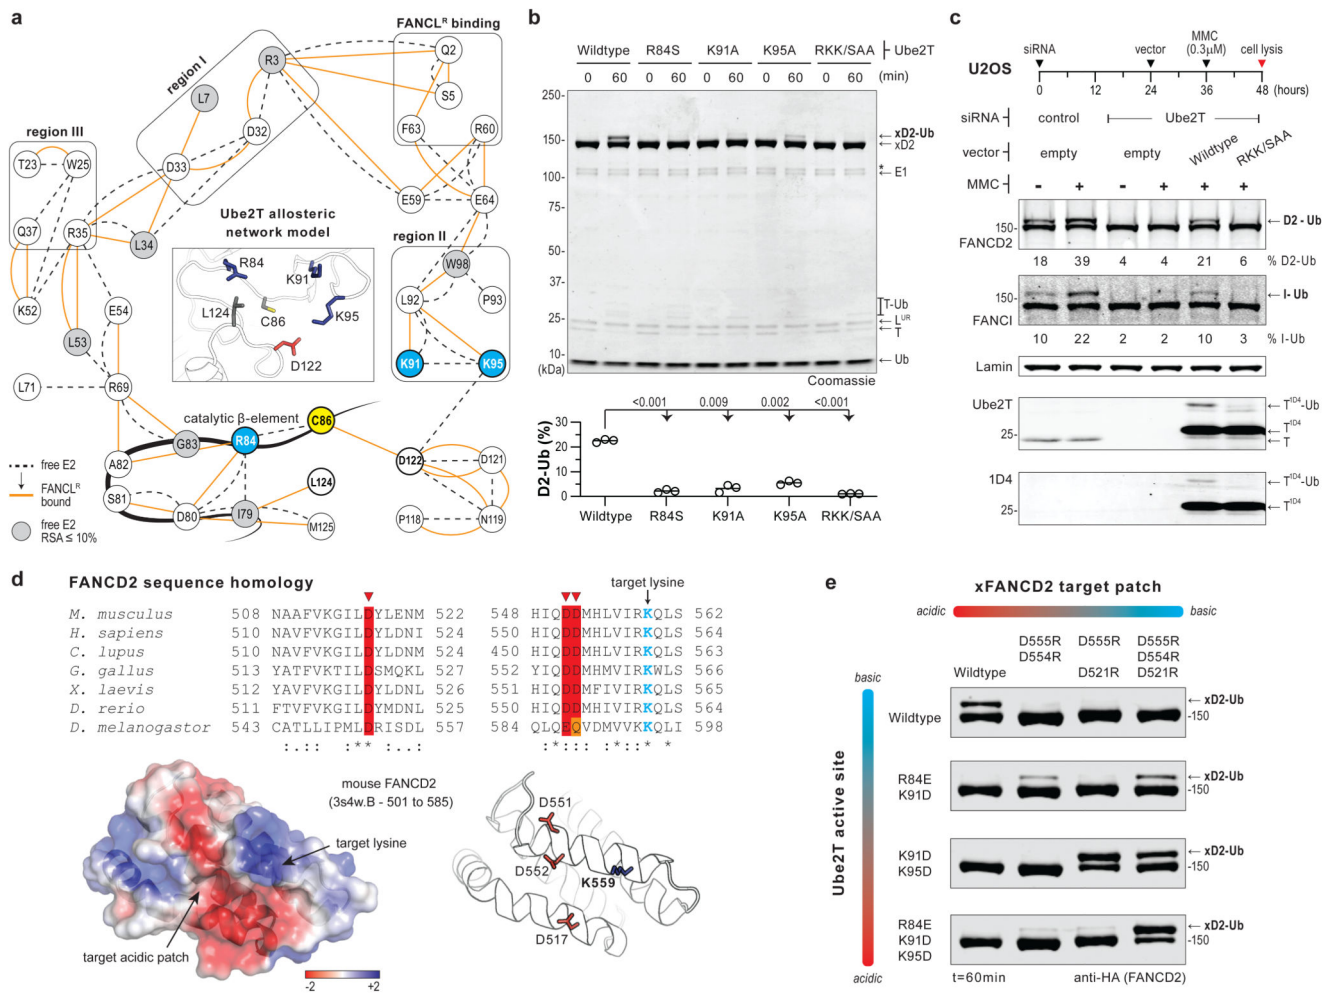 a
FANCLᴿ binding
region I
R3
Q2
S5
L7
D32
F63
R60
region III
T23
W25
D33
E59
E64
Q37
R35
L34
Ube2T allosteric
network model
region II
W98
R84
K91
L124
C86
K95
D122
L92
P93
K91
K95
K52
E54
L53
L71
R69
catalytic β-element
C86
G83
R84
A82
D122
D121
L124
S81
D80
I79
M125
P118
N119
free E2
FANCLᴿ
bound
free E2
RSA ≤ 10%
b
Wildtype R84S K91A K95A RKK/SAA Ube2T
0 60 0 60 0 60 0 60 0 60 (min)
250-
150-
100-
75-
50-
37-
25-
10-
(kDa)
xD2-Ub
xD2
*
E1
T-Ub
Lᵁᴿ
T
Ub
Coomassie
<0.001 0.009 0.002 <0.001
D2-Ub (%)
30
20
10
0
Wildtype R84S K91A K95A RKK/SAA
c
siRNA vector MMC (0.3µM) cell lysis
U2OS
0 12 24 36 48 (hours)
siRNA control Ube2T
vector empty empty Wildtype RKK/SAA
MMC - + - + + +
150-
FANCD2
D2 - Ub
18 39 4 4 21 6 % D2-Ub
150-
FANCI
I- Ub
10 22 2 2 10 3 % I-Ub
Lamin
Ube2T
25-
T¹ᴰ⁴-Ub
T¹ᴰ⁴
T
1D4
25-
T¹ᴰ⁴-Ub
T¹ᴰ⁴
d
FANCD2 sequence homology
target lysine
M. musculus 508 NAAFVKGILDYLENM 522 548 HIQDDMHLVIRKQLS 562
H. sapiens 510 NAVFVKGILDYLDNI 524 550 HIQDDMHLVIRKQLS 564
C. lupus 510 NAVFVKGILDYLDNI 524 450 HIQDDMHLVIRKQLS 563
G. gallus 513 YATFVKTILDSMQKL 527 552 YIQDDMHMVIRKWLS 565
X. laevis 512 YAVFVKGILDYLDNL 526 551 HIQDDMFIVIRKQLS 565
D. rerio 511 FTVFVKGMLDYLDNL 525 550 HIQDDMHLVIRKQLS 564
D. melanogastor 543 CATLLIPMLDRISDL 557 584 QLQEQVDMVVKKQLI 598
:.:: :** :..: :*::: :*:* *
mouse FANCD2
(3s4w.B - 501 to 585)
target lysine
target acidic patch
-2 +2
D551
D552
K559
D517
e
xFANCD2 target patch
acidic basic
Wildtype
D555R
D554R
D555R
D521R
D555R
D554R
D521R
Ube2T active site
basic
acidic
Wildtype
xD2-Ub
-150
R84E
K91D
xD2-Ub
-150
K91D
K95D
xD2-Ub
-150
R84E
K91D
K95D
xD2-Ub
-150
t=60min anti-HA (FANCD2)